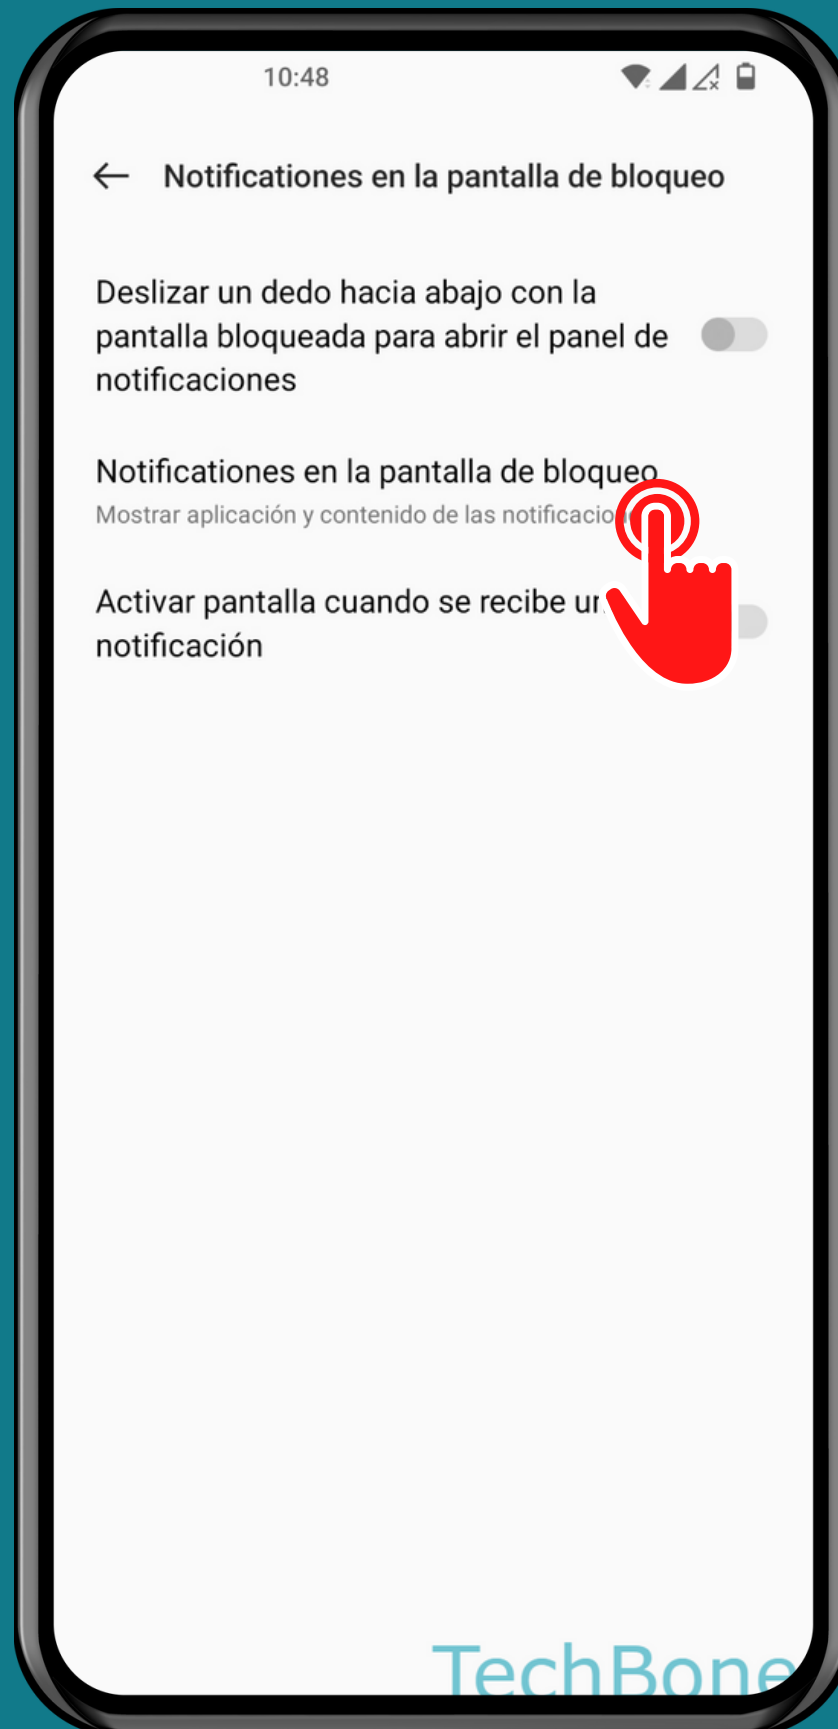 10:48
Notificationes en la pantalla de bloqueo
Deslizar un dedo hacia abajo con la
pantalla bloqueada para abrir el panel de
notificaciones
Notificationes en la pantalla de bloqueo
Mostrar aplicación y contenido de las
Activar pantalla cuando se recibe
notificación
TechBone